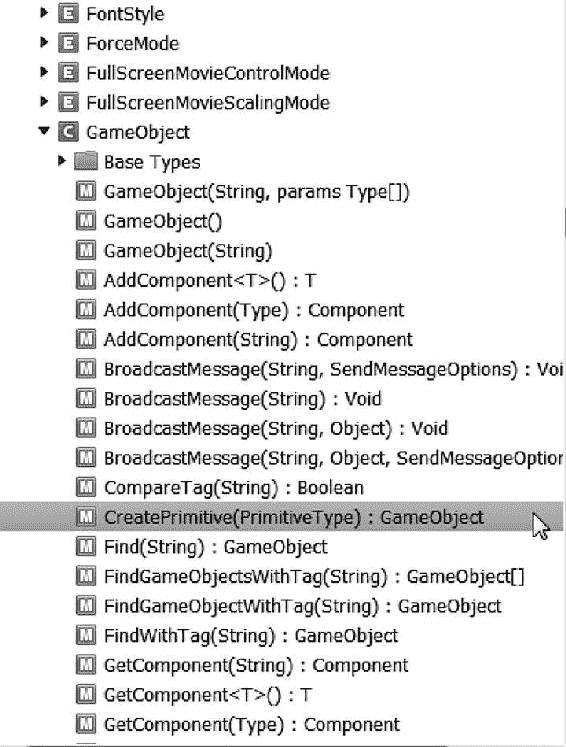 E FontStyle
E ForceMode
E FullScreenMovieControlMode
E FullScreenMovieScalingMode
C GameObject
Base Types
M GameObject(String, params Type[])
M GameObject()
M GameObject(String)
M AddComponent<T>() : T
M AddComponent(Type) : Component
M AddComponent(String) : Component
M BroadcastMessage(String, SendMessageOptions) : Voi
M BroadcastMessage(String) : Void
M BroadcastMessage(String, Object) : Void
M BroadcastMessage(String, Object, SendMessageOption
M CompareTag(String) : Boolean
M CreatePrimitive(PrimitiveType) : GameObject
M Find(String) : GameObject
M FindGameObjectsWithTag(String) : GameObject[]
M FindGameObjectWithTag(String) : GameObject
M FindWithTag(String) : GameObject
M GetComponent(String) : Component
M GetComponent<T>() : T
M GetComponent(Type) : Component